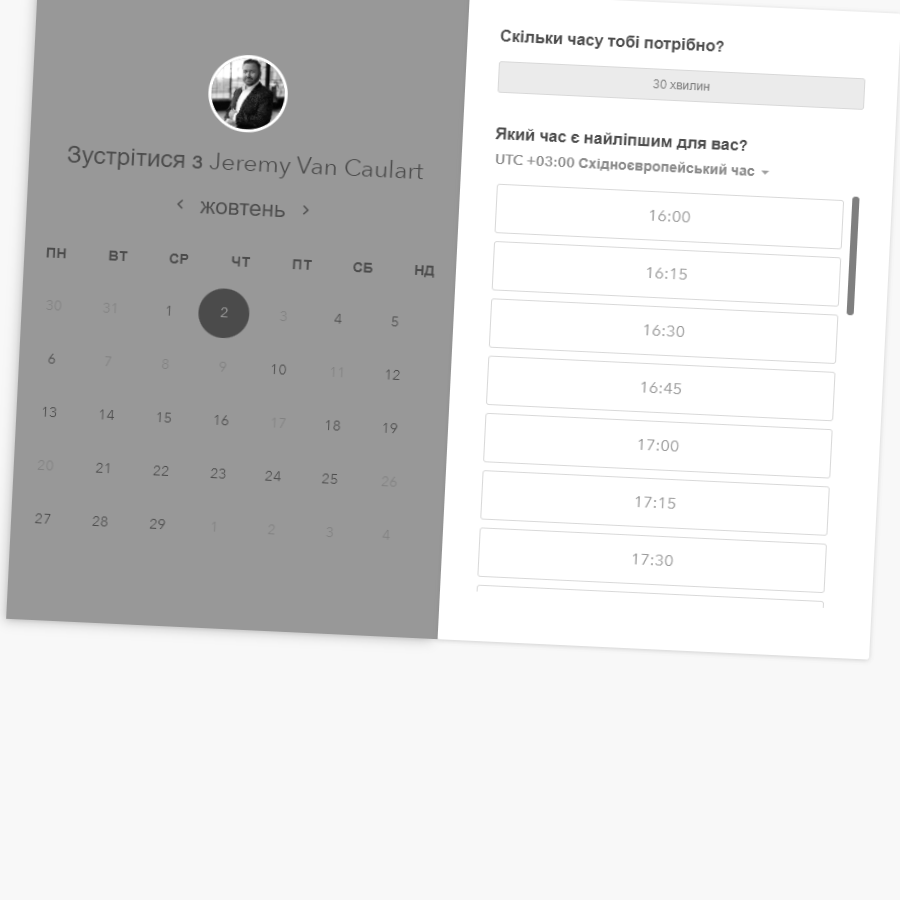 Зустрітися з Jeremy Van Caulart
жовтень
ПН ВТ СР ЧТ ПТ СБ НД
30 31 1 2 3 4 5
6 7 8 9 10 11 12
13 14 15 16 17 18 19
20 21 22 23 24 25 26
27 28 29 1 2 3 4
Скільки часу тобі потрібно?
30 хвилин
Який час є найліпшим для вас?
UTC +03:00 Східноєвропейський час
16:00
16:15
16:30
16:45
17:00
17:15
17:30